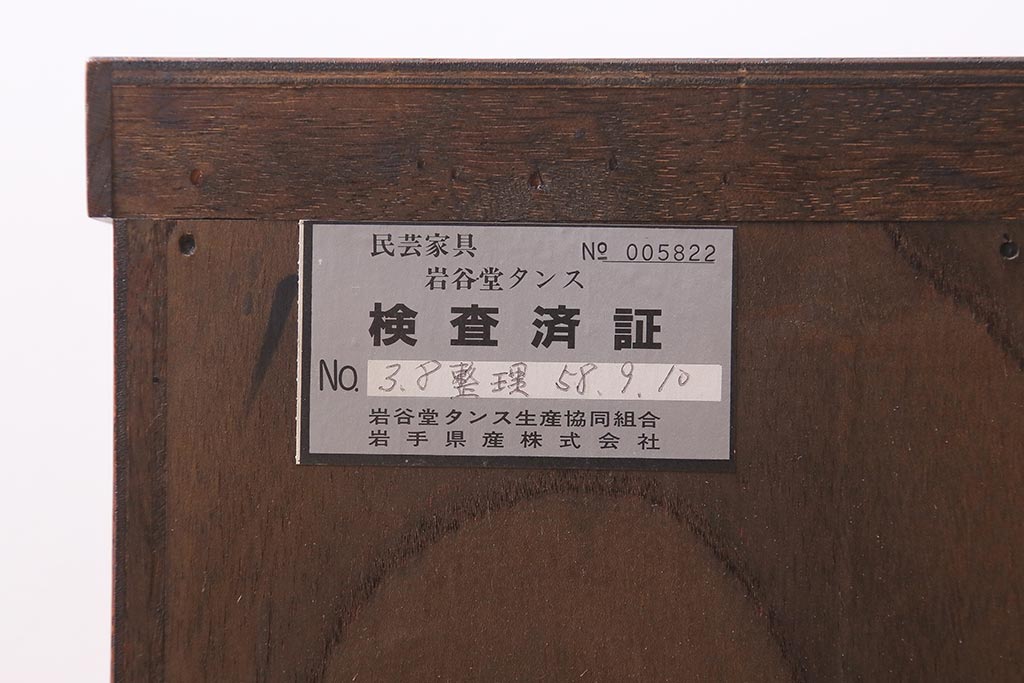 民芸家具
№ 005822
岩谷堂タンス
検査済証
No. 3.8整理 58.9.10
岩谷堂タンス生産協同組合
岩手県産株式会社